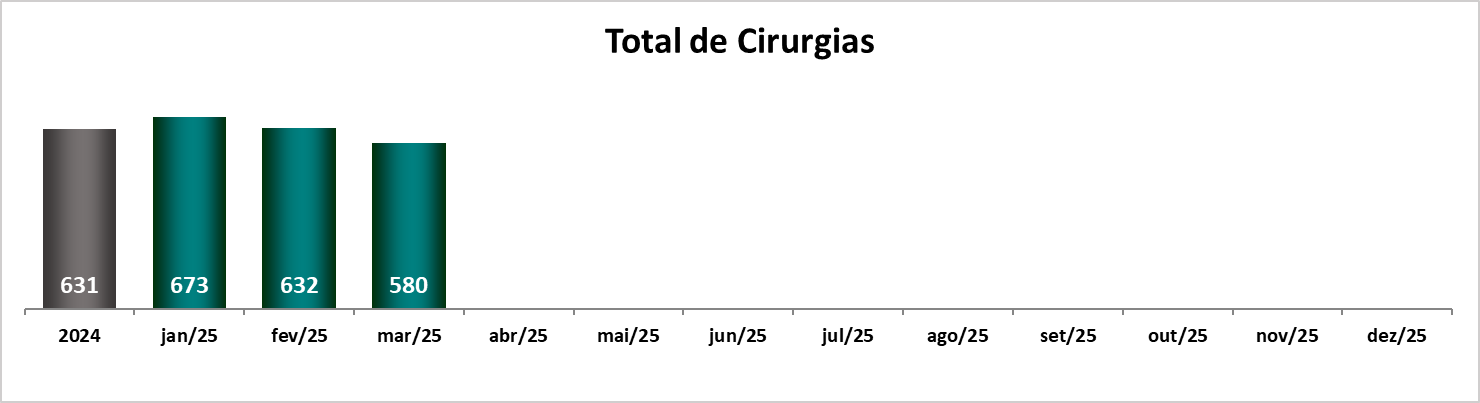 Total de Cirurgias
631 673 632 580
2024 jan/25 fev/25 mar/25 abr/25 mai/25 jun/25 jul/25 ago/25 set/25 out/25 nov/25 dez/25